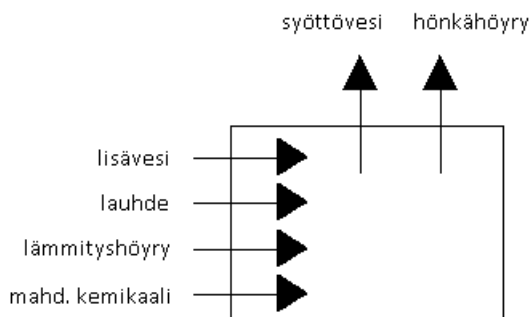 syöttövesi hönkähöyry
lisävesi
lauhde
lämmityshöyry
mahd. kemikaali